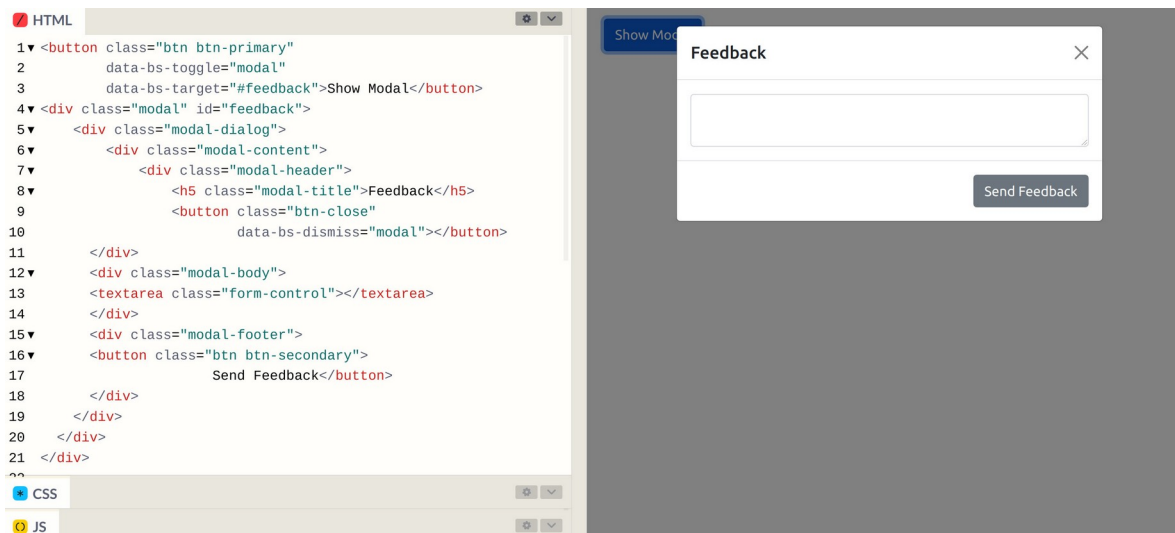 HTML
1 <button class="btn btn-primary"
2 data-bs-toggle="modal"
3 data-bs-target="#feedback">Show Modal</button>
4 <div class="modal" id="feedback">
5 <div class="modal-dialog">
6 <div class="modal-content">
7 <div class="modal-header">
8 <h5 class="modal-title">Feedback</h5>
9 <button class="btn-close"
10 data-bs-dismiss="modal"></button>
11 </div>
12 <div class="modal-body">
13 <textarea class="form-control"></textarea>
14 </div>
15 <div class="modal-footer">
16 <button class="btn btn-secondary">
17 Send Feedback</button>
18 </div>
19 </div>
20 </div>
21 </div>
CSS
JS
Show Mod
Feedback
Send Feedback